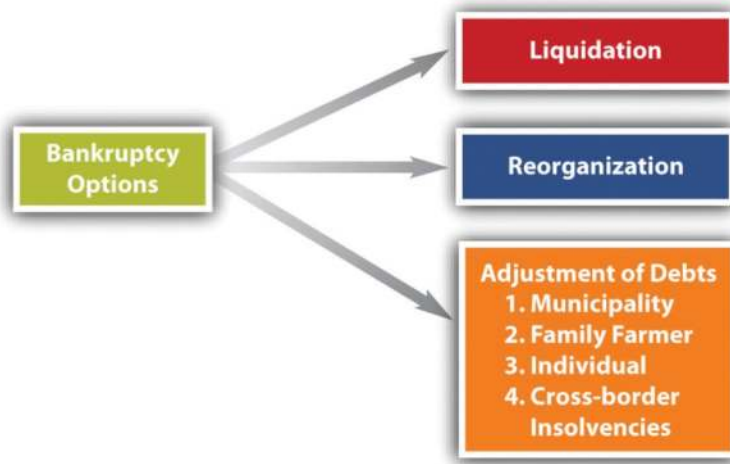 Bankruptcy
Options
Liquidation
Reorganization
Adjustment of Debts
1. Municipality
2. Family Farmer
3. Individual
4. Cross-border
Insolvencies